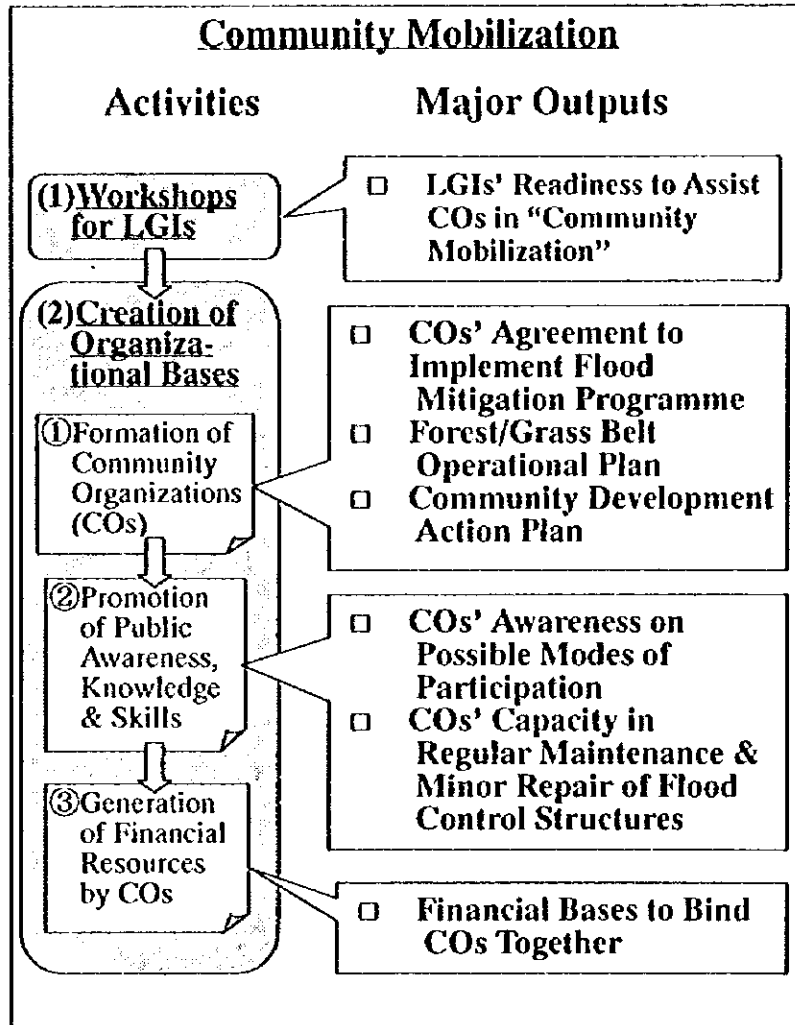 Community Mobilization
Activities
Major Outputs
(1)Workshops
for LGIs
□ LGIs' Readiness to Assist
COs in "Community
Mobilization"
(2)Creation of
Organiza-
tional Bases
①Formation of
Community
Organizations
(COs)
□ COs' Agreement to
Implement Flood
Mitigation Programme
□ Forest/Grass Belt
Operational Plan
□ Community Development
Action Plan
②Promotion
of Public
Awareness,
Knowledge
& Skills
□ COs' Awareness on
Possible Modes of
Participation
□ COs' Capacity in
Regular Maintenance &
Minor Repair of Flood
Control Structures
③Generation
of Financial
Resources
by COs
□ Financial Bases to Bind
COs Together